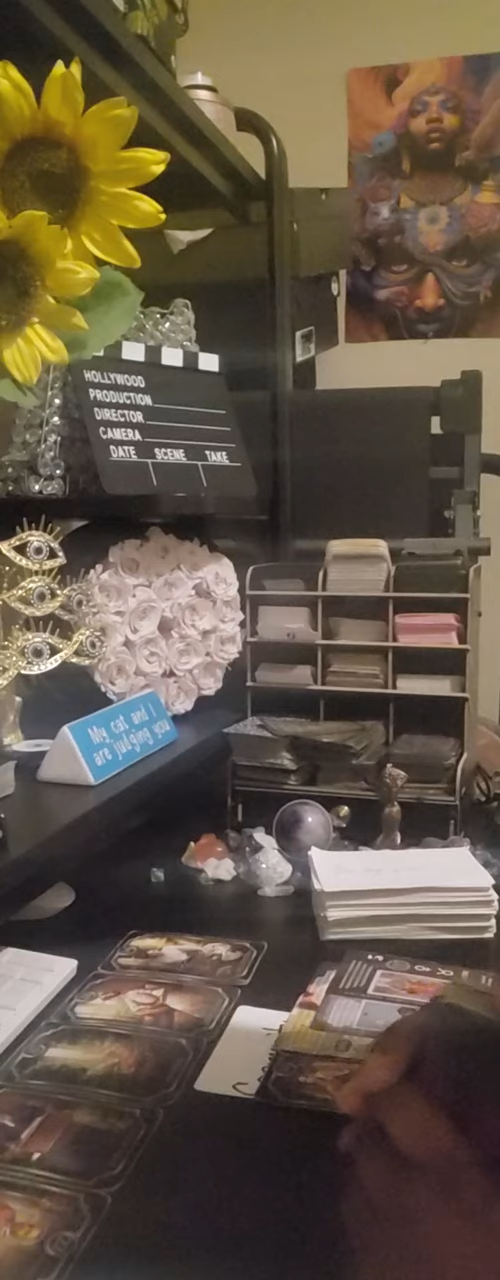 HOLLYWOOD
PRODUCTION
DIRECTOR
CAMERA
DATE SCENE TAKE
My cat and I
are judging you